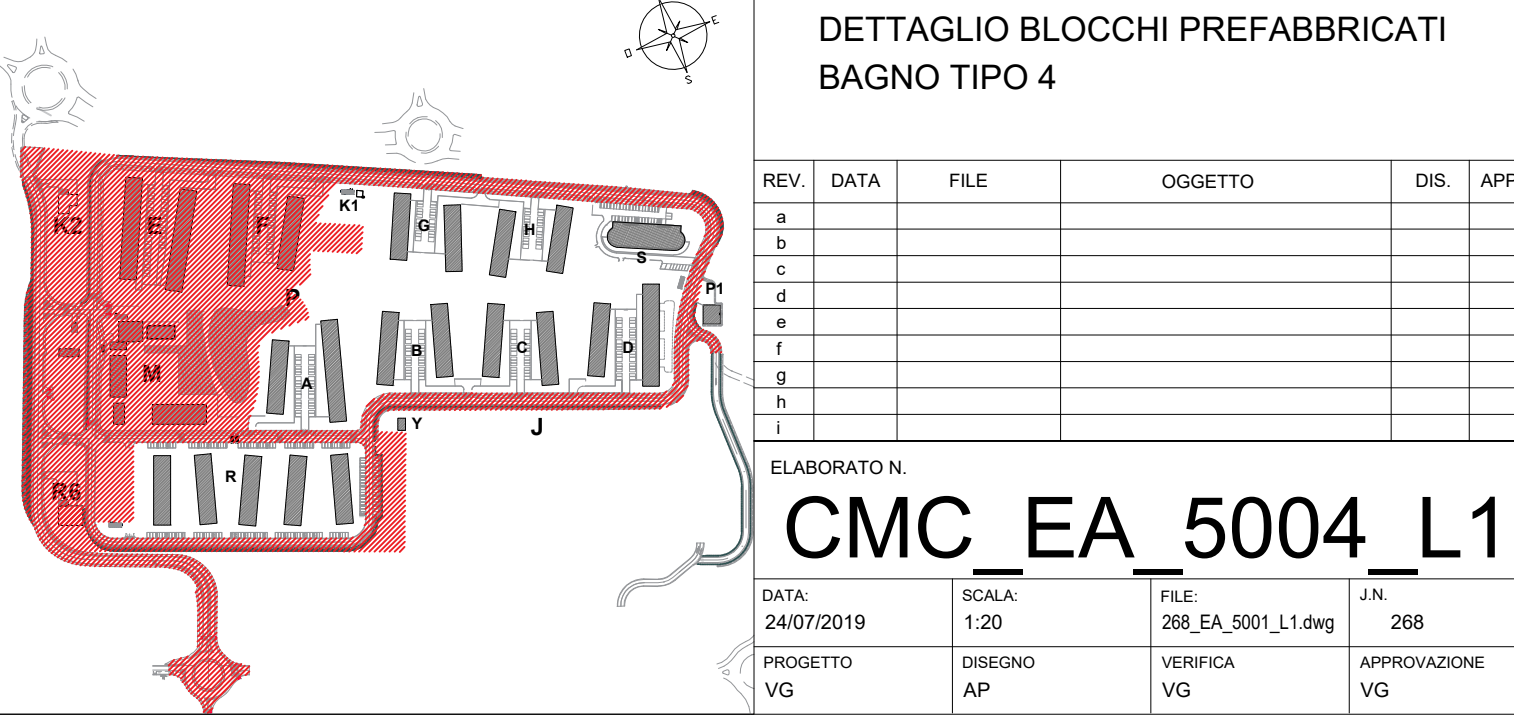 E
O
S
K2
E
F
K1
G
H
S
P
P1
B
C
D
M
A
Y
J
R
R6
DETTAGLIO BLOCCHI PREFABBRICATI
BAGNO TIPO 4
REV. DATA FILE OGGETTO DIS. APP
a
b
c
d
e
f
g
h
i
ELABORATO N.
CMC_EA_5004_L1
DATA: SCALA: FILE: J.N.
24/07/2019 1:20 268_EA_5001_L1.dwg 268
PROGETTO DISEGNO VERIFICA APPROVAZIONE
VG AP VG VG